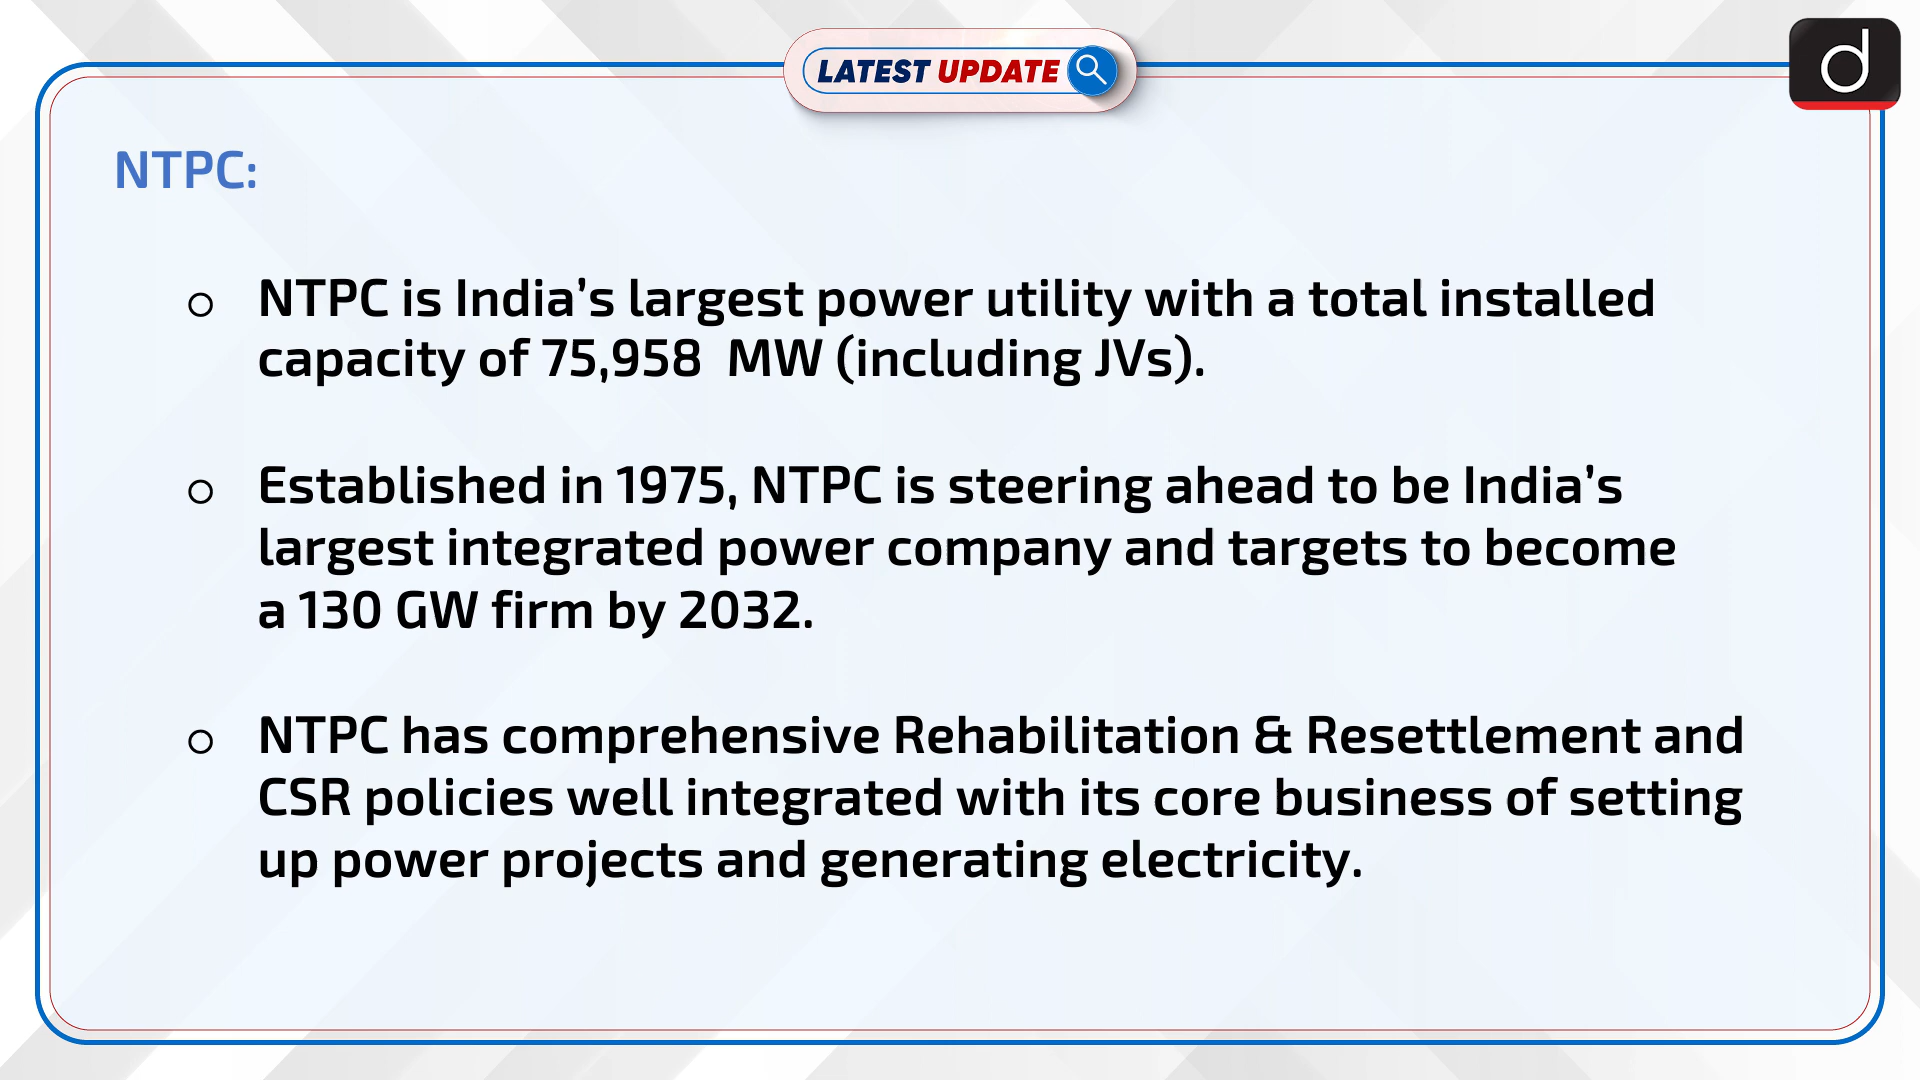 LATEST UPDATE
d
NTPC:
○ NTPC is India’s largest power utility with a total installed
capacity of 75,958  MW (including JVs).
○ Established in 1975, NTPC is steering ahead to be India’s
largest integrated power company and targets to become
a 130 GW firm by 2032.
○ NTPC has comprehensive Rehabilitation & Resettlement and
CSR policies well integrated with its core business of setting
up power projects and generating electricity.